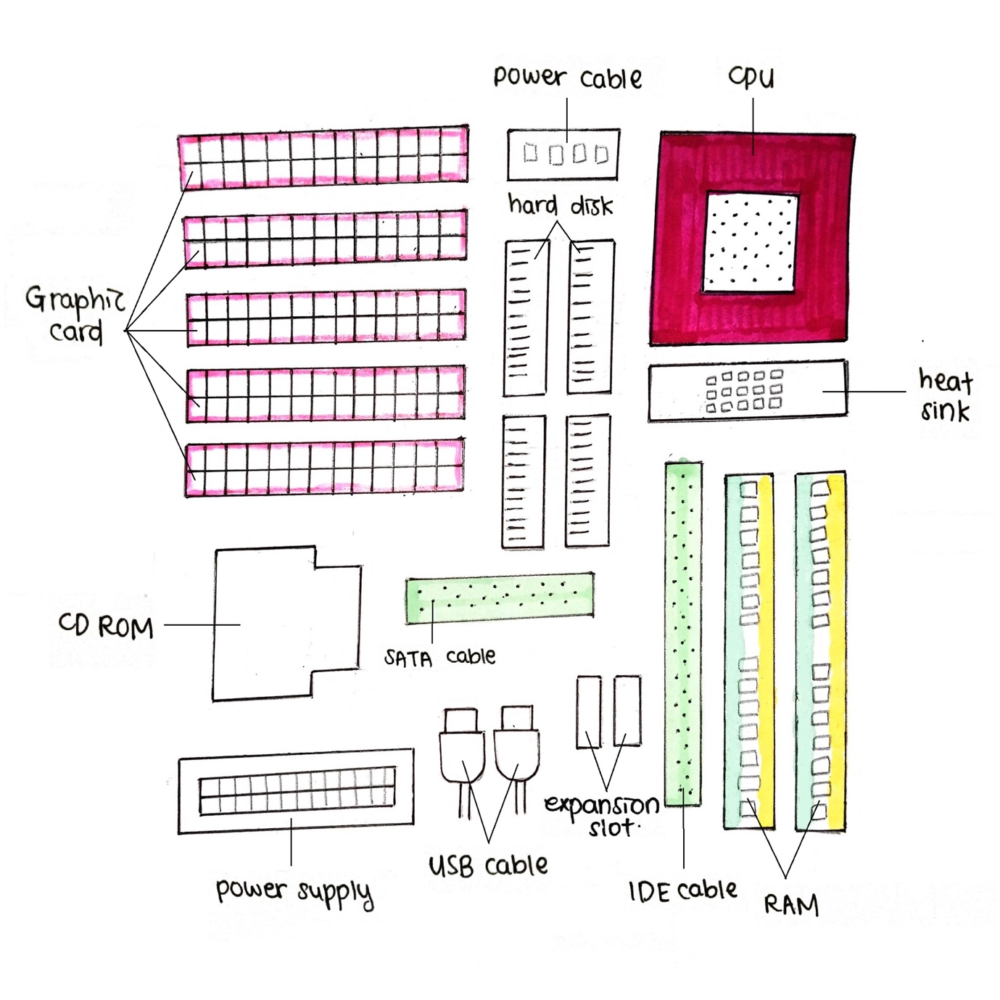 power cable
cpu
hard disk
Graphic
card
heat
sink
CD ROM
SATA cable
expansion
slot.
USB cable
power supply
IDE cable
RAM